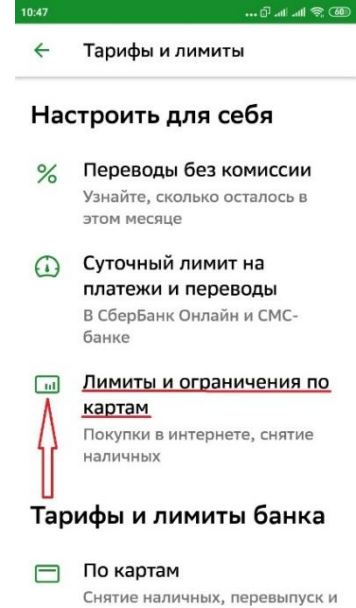 10:47
... 60
Тарифы и лимиты
Настроить для себя
%
Переводы без комиссии
Узнайте, сколько осталось в
этом месяце
Суточный лимит на
платежи и переводы
В СберБанк Онлайн и СМС-
банке
Лимиты и ограничения по
картам
Покупки в интернете, снятие
наличных
Тарифы и лимиты банка
По картам
Снятие наличных, перевыпуск и